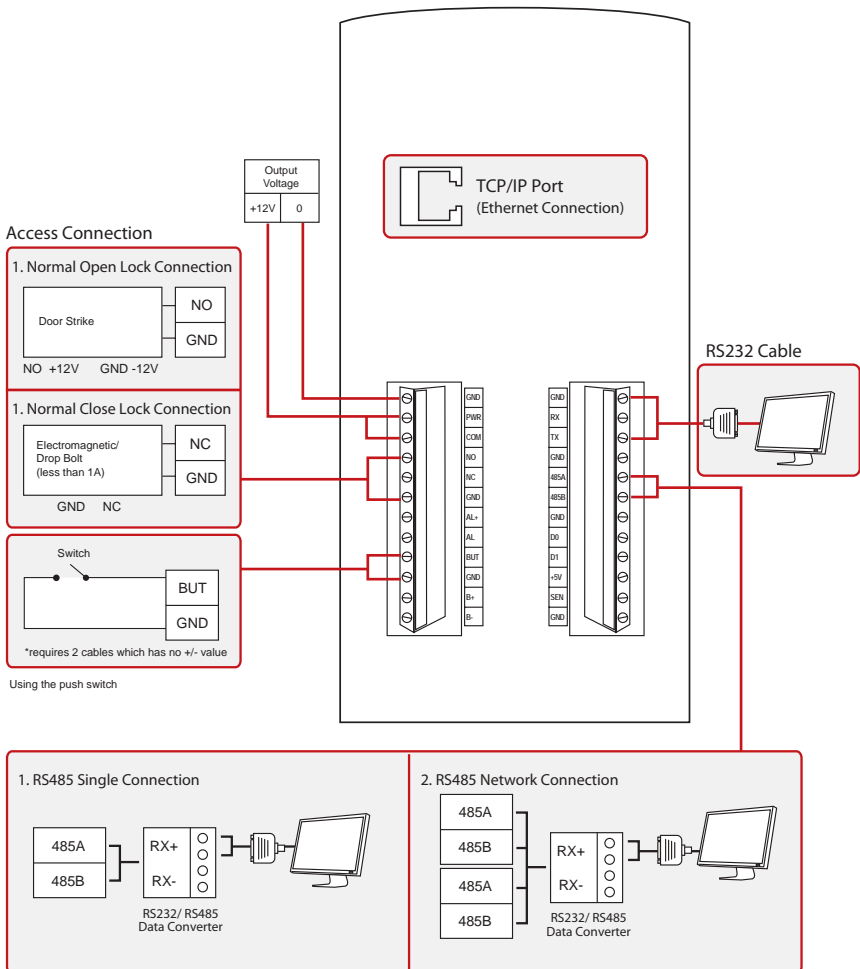 Output
Voltage
+12V 0
TCP/IP Port
(Ethernet Connection)
Access Connection
1. Normal Open Lock Connection
Door Strike
NO
GND
NO +12V GND -12V
1. Normal Close Lock Connection
Electromagnetic/
Drop Bolt
(less than 1A)
NC
GND
GND NC
Switch
BUT
GND
*requires 2 cables which has no +/- value
Using the push switch
GND
PWR
COM
NO
NC
GND
AL+
AL
BUT
GND
B+
B-
GND
RX
TX
GND
485A
485B
GND
D0
D1
+5V
SEN
GND
RS232 Cable
1. RS485 Single Connection
485A
485B
RX+
RX-
RS232/ RS485
Data Converter
2. RS485 Network Connection
485A
485B
485A
485B
RX+
RX-
RS232/ RS485
Data Converter